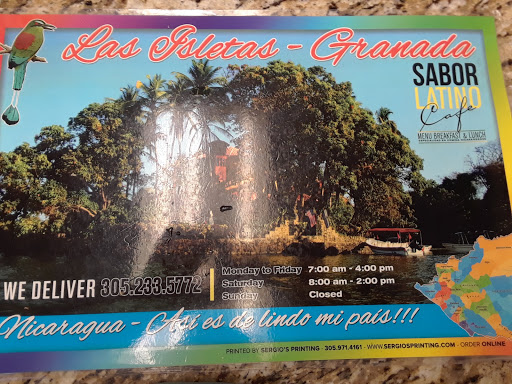 Las Isletas - Granada
SABOR
LATINO
Cafe
MENU BREAKFAST & LUNCH
WE DELIVER 305.233.5772
Monday to Friday 7:00 am - 4:00 pm
Saturday 8:00 am - 2:00 pm
Sunday Closed
Nicaragua - Así es de lindo mi país!!!
PRINTED BY SERGIO'S PRINTING · 305.971.4161 · WWW.SERGIOSPRINTING.COM · ORDER ONLINE